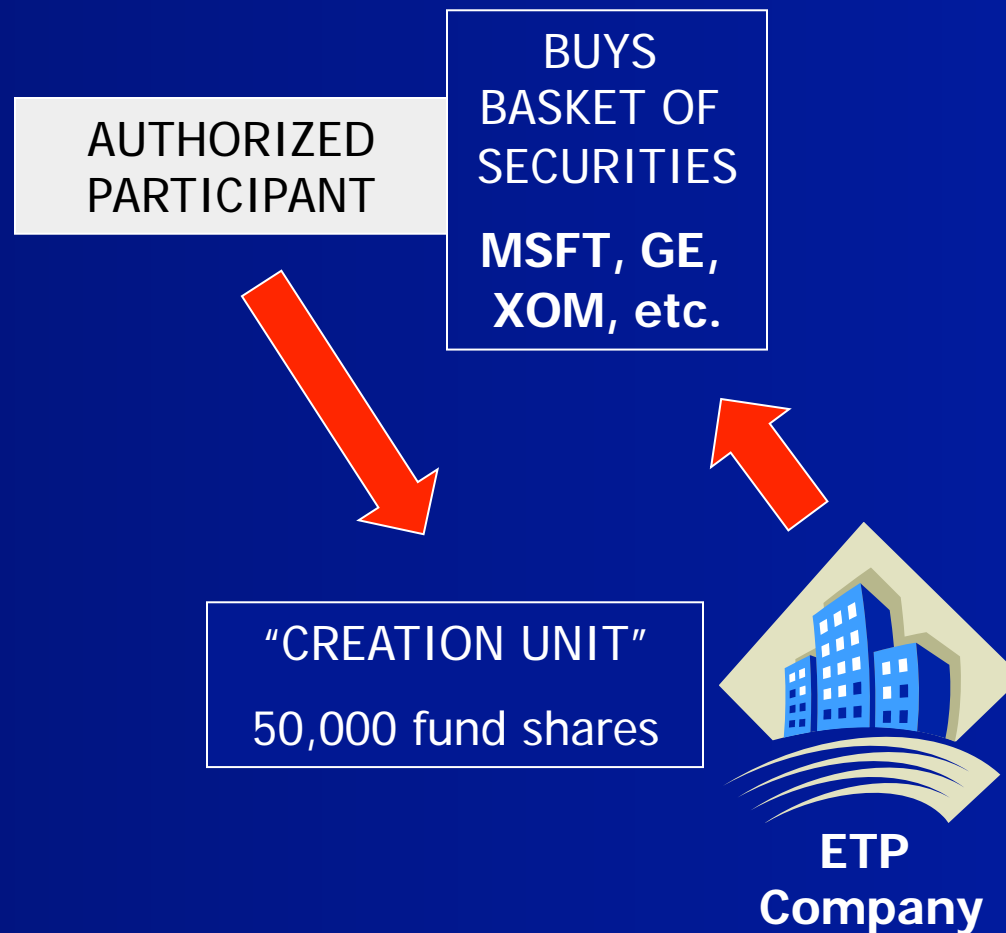 AUTHORIZED
PARTICIPANT
BUYS
BASKET OF
SECURITIES
MSFT, GE,
XOM, etc.
“CREATION UNIT”
50,000 fund shares
ETP
Company